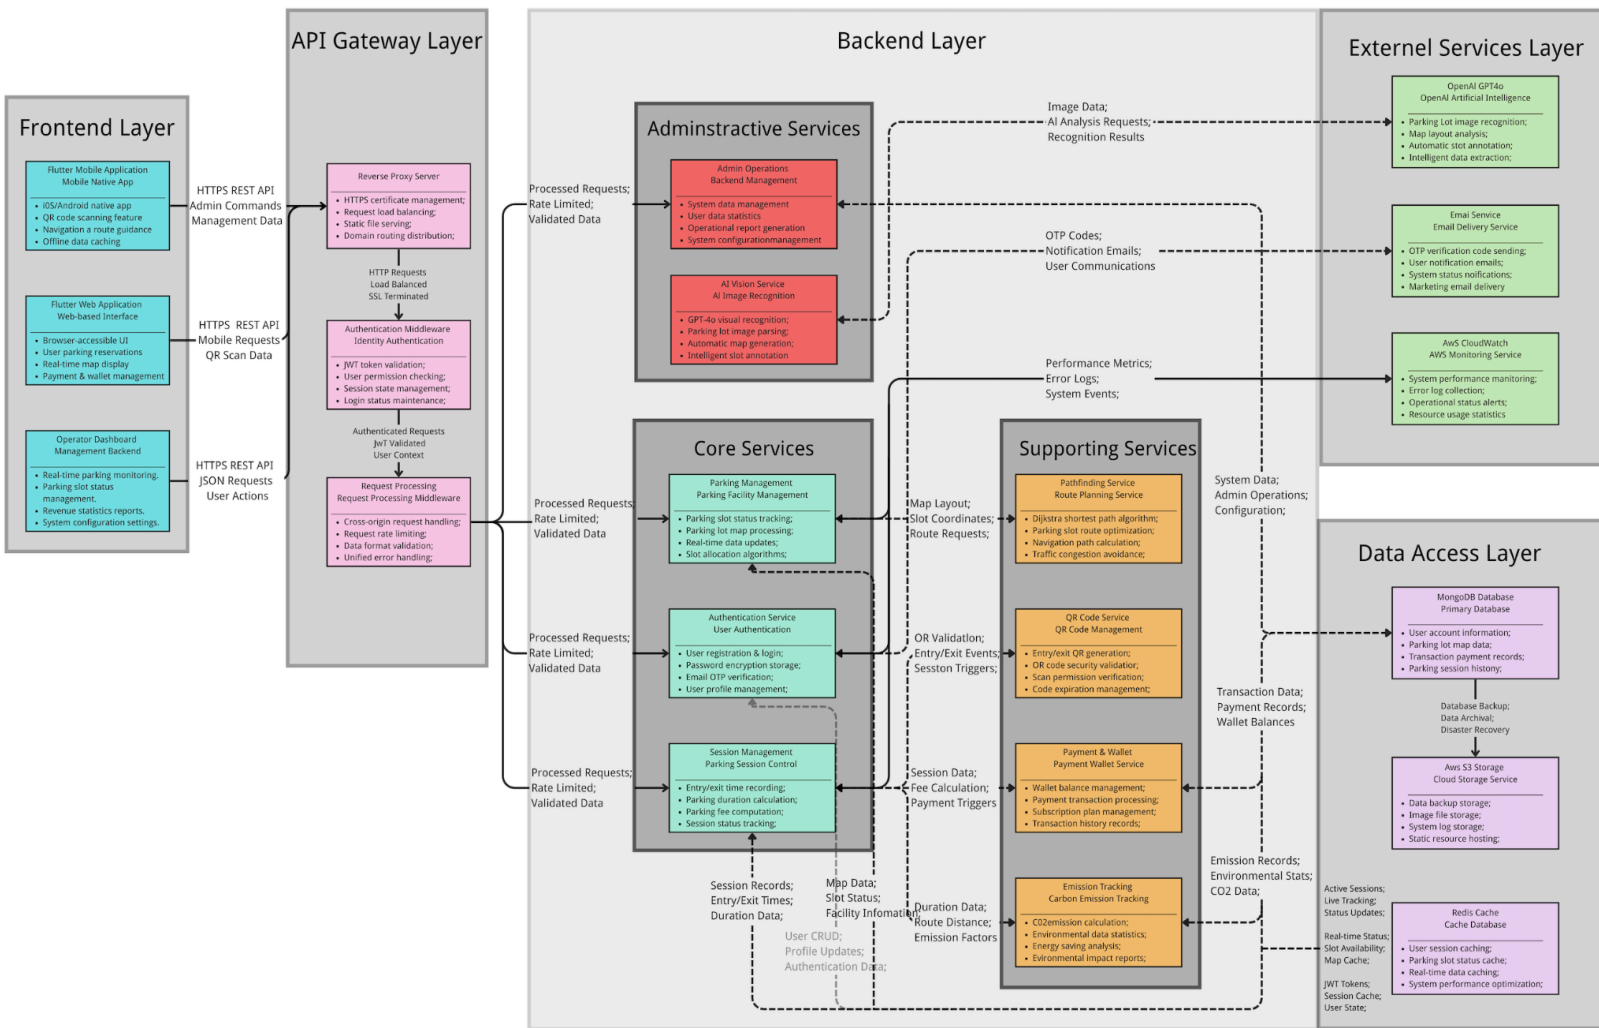 Frontend Layer
Flutter Mobile Application
Mobile Native App
• iOS/Android native app
• QR code scanning feature
• Navigation a route guidance
• Offline data caching
Flutter Web Application
Web-based Interface
• Browser-accessible UI
• User parking reservations
• Real-time map display
• Payment & wallet management
Operator Dashboard
Management Backend
• Real-time parking monitoring.
• Parking slot status
management.
• Revenue statistics reports.
• System configuration settings.
HTTPS REST API
Admin Commands
Management Data
HTTPS REST API
Mobile Requests
QR Scan Data
HTTPS REST API
JSON Requests
User Actions
API Gateway Layer
Reverse Proxy Server
• HTTPS certificate management;
• Request load balancing;
• Static file serving;
• Domain routing distribution;
HTTP Requests
Load Balanced
SSL Terminated
Authentication Middleware
Identity Authentication
• JWT token validation;
• User permission checking;
• Session state management;
• Login status maintenance;
Authenticated Requests
JwT Validated
User Context
Request Processing
Request Processing Middleware
• Cross-origin request handling;
• Request rate limiting;
• Data format validation;
• Unified error handling;
Backend Layer
Processed Requests;
Rate Limited;
Validated Data
Processed Requests;
Rate Limited;
Validated Data
Processed Requests;
Rate Limited;
Validated Data
Processed Requests;
Rate Limited;
Validated Data
Adminstractive Services
Admin Operations
Backend Management
• System data management
• User data statistics
• Operational report generation
• System configurationmanagement
AI Vision Service
AI Image Recognition
• GPT-4o visual recognition;
• Parking lot image parsing;
• Automatic map generation;
• Intelligent slot annotation
Core Services
Parking Management
Parking Facility Management
• Parking slot status tracking;
• Parking lot map processing;
• Real-time data updates;
• Slot allocation algorithms;
Authentication Service
User Authentication
• User registration & login;
• Password encryption storage;
• Email OTP verification;
• User profile management;
Session Management
Parking Session Control
• Entry/exit time recording;
• Parking duration calculation;
• Parking fee computation;
• Session status tracking;
Session Records;
Entry/Exit Times;
Duration Data;
Map Data;
Slot Status;
Facility Infomation;
User CRUD;
Profile Updates;
Authentication Data;
Image Data;
AI Analysis Requests;
Recognition Results
OTP Codes;
Notification Emails;
User Communications
Performance Metrics;
Error Logs;
System Events;
Map Layout;
Slot Coordinates;
Route Requests;
OR Validatlon;
Entry/Exit Events;
Sesston Triggers;
Session Data;
Fee Calculation;
Payment Triggers
Duration Data;
Route Distance;
Emission Factors
Supporting Services
Pathfinding Service
Route Planning Service
• Dijkstra shortest path algorithm;
• Parking slot route optimization;
• Navigation path calculation;
• Traffic congestion avoidance;
QR Code Service
QR Code Management
• Entry/exit QR generation;
• OR code security validation;
• Scan permission verification;
• Code expiration management;
Payment & Wallet
Payment Wallet Service
• Wallet balance management;
• Payment transaction processing;
• Subscription plan management;
• Transaction history records;
Emission Tracking
Carbon Emission Tracking
• C02emission calculation;
• Environmental data statistics;
• Energy saving analysis;
• Evironmental impact reports;
System Data;
Admin Operations;
Configuration;
Transaction Data;
Payment Records;
Wallet Balances
Emission Records;
Environmental Stats;
CO2 Data;
Externel Services Layer
OpenAI GPT4o
OpenAI Artificial Intelligence
• Parking Lot image recognition;
• Map layout analysis;
• Automatic slot annotation;
• Intelligent data extraction;
Emai Service
Email Delivery Service
• OTP verification code sending;
• User notification emails;
• System status noifications;
• Marketing email delivery
AwS CloudWatch
AWS Monitoring Service
• System performance manitoring;
• Error log collection;
• Operational status alerts;
• Resource usage statistics
Data Access Layer
MongoDB Database
Primary Database
• User account information;
• Parking lot map data;
• Transaction payment records;
• Parking session histony;
Database Backup;
Data Archival;
Disaster Recovery
Aws S3 Storage
Cloud Storage Service
• Data backup storage;
• Image file storage;
• System log storage;
• Static resource hosting;
Active Sessions;
Live Tracking;
Status Updates;
Real-time Status;
Slot Availability;
Map Cache;
JWT Tokens;
Session Cache;
User State;
Redis Cache
Cache Database
• User session caching;
• Parking slot status cache;
• Real-time data caching;
• System performance optimization;